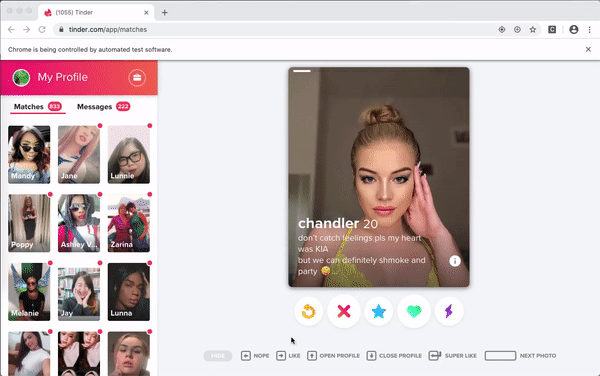 (1055) Tinder
tinder.com/app/matches
Chrome is being controlled by automated test software.
My Profile
Matches 833 Messages 222
Mandy Jane Lunnie
Poppy Ashley V... Zarina
Melanie Jay Lunna
chandler 20
don't catch feelings pls my heart
was KIA
but we can definitely shmoke and
party 😋...
HIDE NOPE LIKE OPEN PROFILE CLOSE PROFILE SUPER LIKE NEXT PHOTO